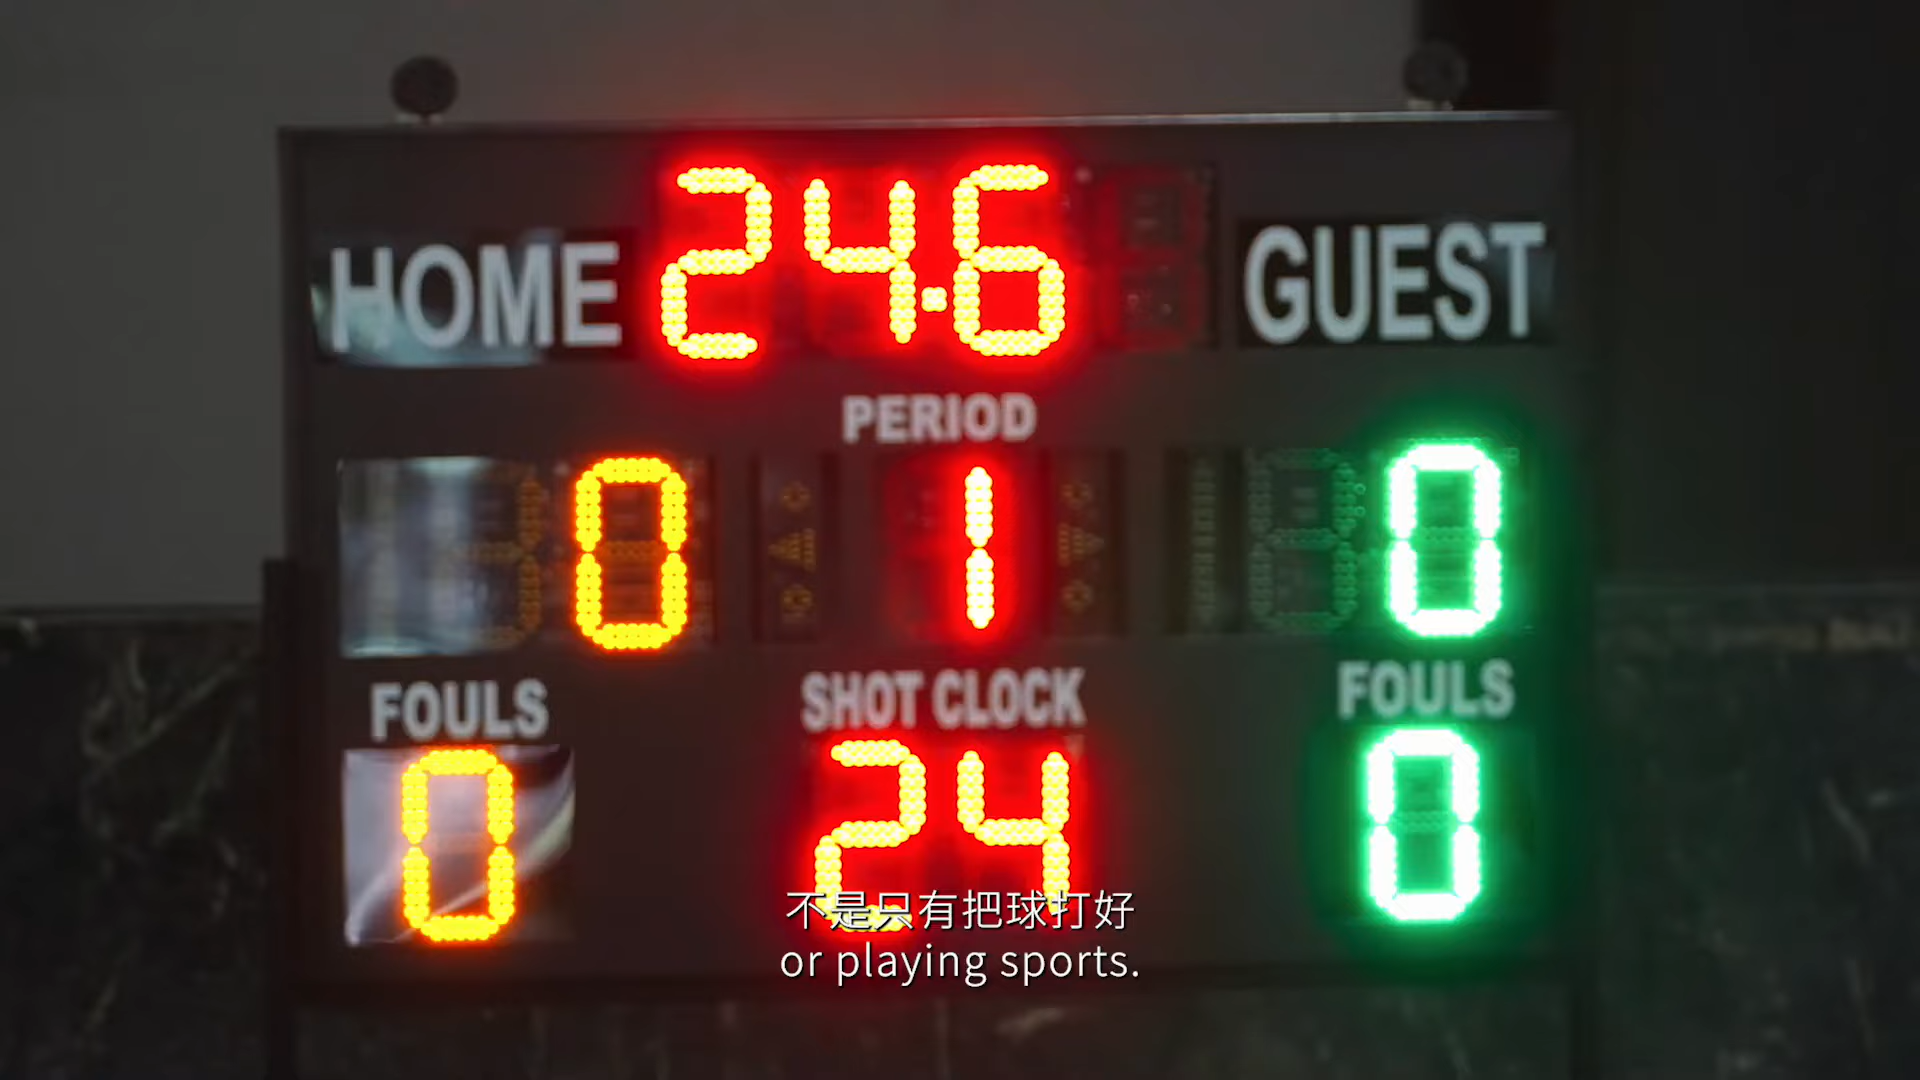 24.6
HOME
GUEST
PERIOD
0
1
0
FOULS
SHOT CLOCK
FOULS
0
24
0
不是只有把球打好
or playing sports.